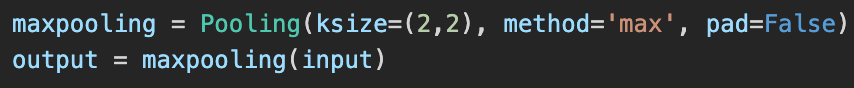 maxpooling = Pooling(ksize=(2,2), method='max', pad=False)
output = maxpooling(input)